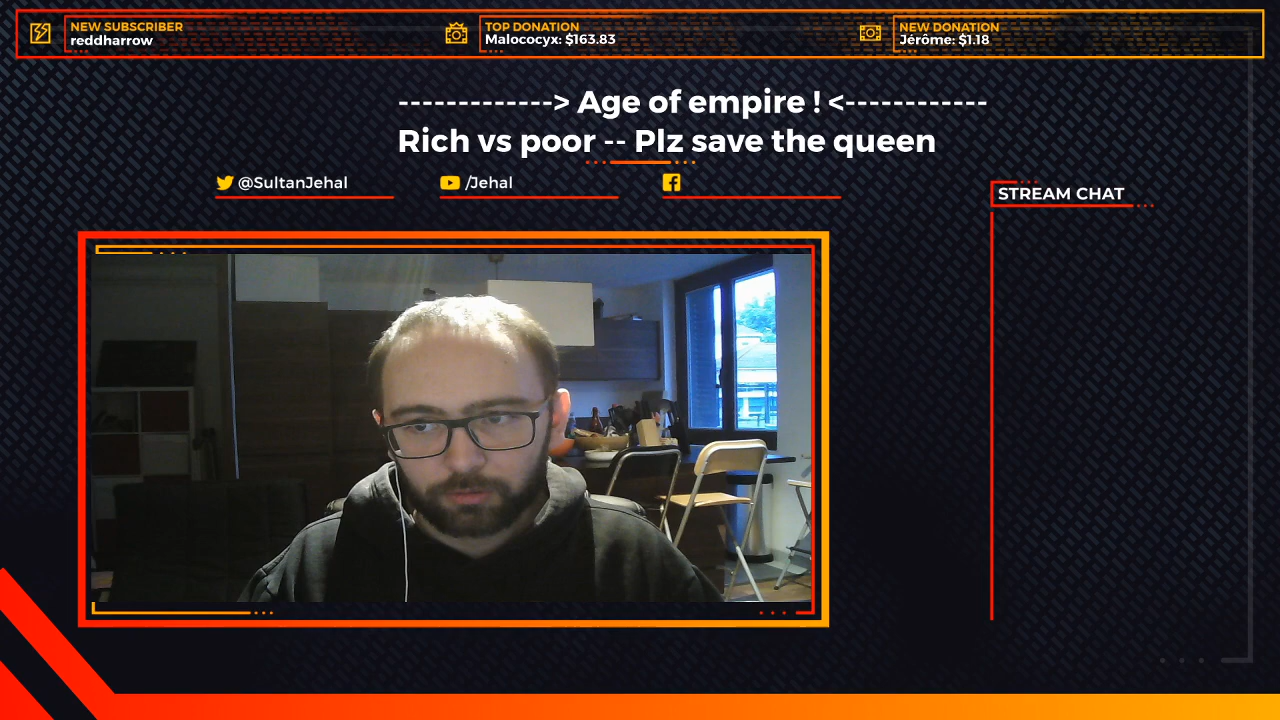 NEW SUBSCRIBER
reddharrow
TOP DONATION
Malococyx: $163.83
NEW DONATION
Jérôme: $1.18
-------------> Age of empire ! <------------
Rich vs poor -- Plz save the queen
@SultanJehal
/Jehal
STREAM CHAT